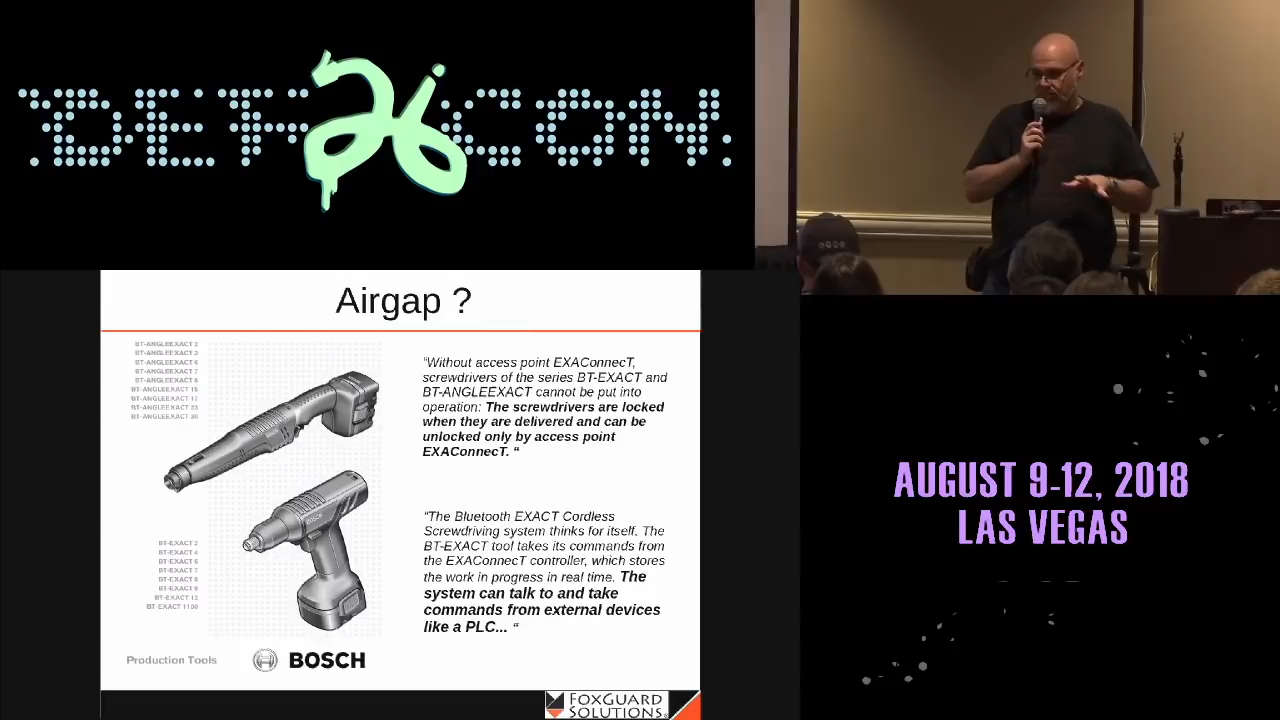 DEF CON
26
Airgap ?
BT-ANGLEEXACT 2
BT-ANGLEEXACT 3
BT-ANGLEEXACT 6
BT-ANGLEEXACT 7
BT-ANGLEEXACT 8
BT-ANGLEEXACT 15
BT-ANGLEEXACT 17
BT-ANGLEEXACT 23
BT-ANGLEEXACT 30
“Without access point EXAConnecT,
screwdrivers of the series BT-EXACT and
BT-ANGLEEXACT cannot be put into
operation: The screwdrivers are locked
when they are delivered and can be
unlocked only by access point
EXAConnecT. “
BOSCH
“The Bluetooth EXACT Cordless
Screwdriving system thinks for itself. The
BT-EXACT tool takes its commands from
the EXAConnecT controller, which stores
the work in progress in real time. The
system can talk to and take
commands from external devices
like a PLC... “
BT-EXACT 2
BT-EXACT 4
BT-EXACT 6
BT-EXACT 7
BT-EXACT 8
BT-EXACT 9
BT-EXACT 12
BT-EXACT 1100
Production Tools
BOSCH
FOXGUARD
SOLUTIONS
AUGUST 9-12, 2018
LAS VEGAS